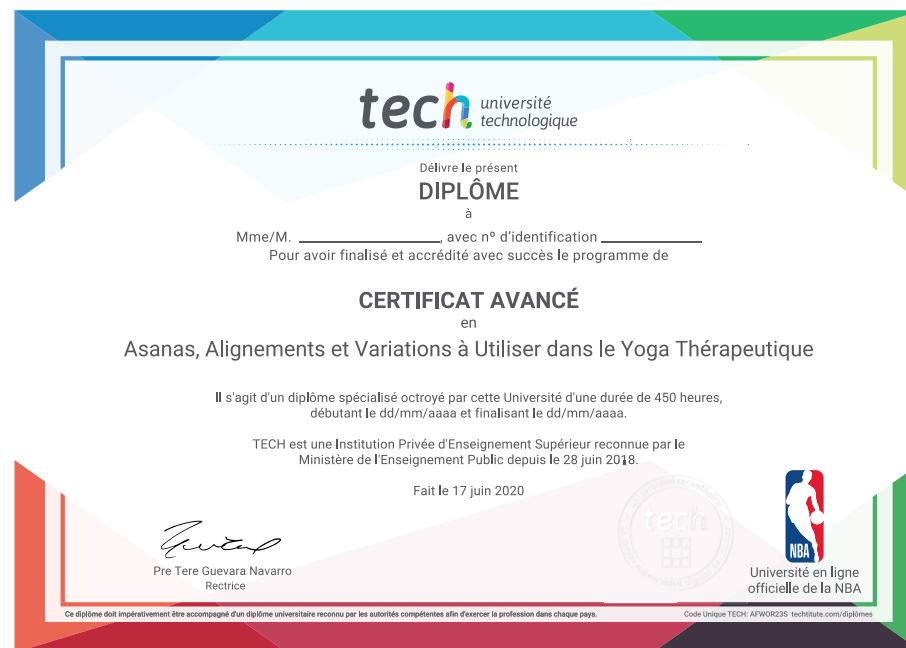 tech université
technologique
Délivre le présent
DIPLÔME
à
Mme/M. ____________________, avec nº d'identification ______________
Pour avoir finalisé et accrédité avec succès le programme de
CERTIFICAT AVANCÉ
en
Asanas, Alignements et Variations à Utiliser dans le Yoga Thérapeutique
Il s'agit d'un diplôme spécialisé octroyé par cette Université d'une durée de 450 heures,
débutant le dd/mm/aaaa et finalisant le dd/mm/aaaa.
TECH est une Institution Privée d'Enseignement Supérieur reconnue par le
Ministère de l'Enseignement Public depuis le 28 juin 2018.
Fait le 17 juin 2020
tech
Pre Tere Guevara Navarro
Rectrice
NBA
Université en ligne
officielle de la NBA
Ce diplôme doit impérativement être accompagné d'un diplôme universitaire reconnu par les autorités compétentes afin d'exercer la profession dans chaque pays.
Code Unique TECH: AFWOR23S techtitute.com/diplômes